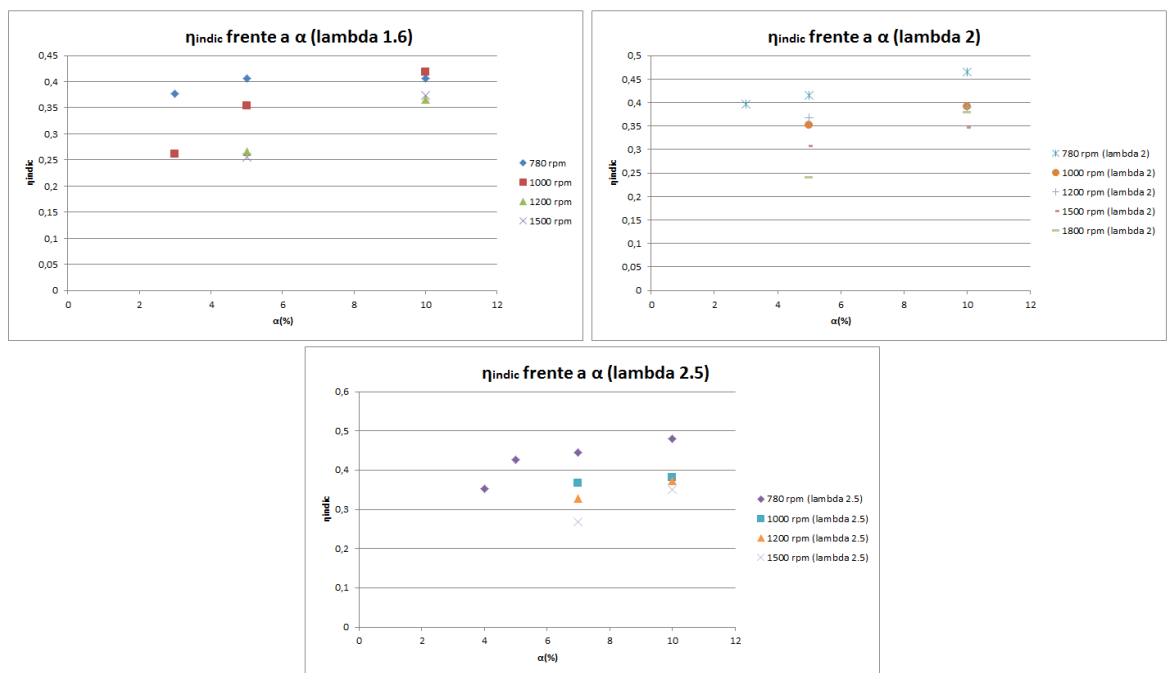 ηindic frente a α (lambda 1.6)
0,45
0,4
0,35
0,3
0,25
0,2
0,15
0,1
0,05
0
ηindic
0 2 4 6 8 10 12
α(%)
780 rpm
1000 rpm
1200 rpm
1500 rpm
ηindic frente a α (lambda 2)
0,5
0,45
0,4
0,35
0,3
0,25
0,2
0,15
0,1
0,05
0
ηindic
0 2 4 6 8 10 12
α(%)
780 rpm (lambda 2)
1000 rpm (lambda 2)
1200 rpm (lambda 2)
1500 rpm (lambda 2)
1800 rpm (lambda 2)
ηindic frente a α (lambda 2.5)
0,6
0,5
0,4
0,3
0,2
0,1
0
ηindic
0 2 4 6 8 10 12
α(%)
780 rpm (lambda 2.5)
1000 rpm (lambda 2.5)
1200 rpm (lambda 2.5)
1500 rpm (lambda 2.5)